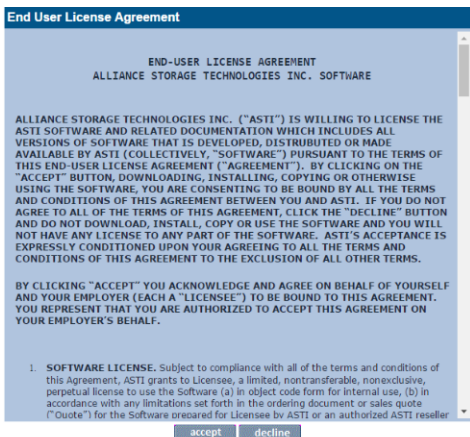 End User License Agreement
END-USER LICENSE AGREEMENT
ALLIANCE STORAGE TECHNOLOGIES INC. SOFTWARE
ALLIANCE STORAGE TECHNOLOGIES INC. ("ASTI") IS WILLING TO LICENSE THE
ASTI SOFTWARE AND RELATED DOCUMENTATION WHICH INCLUDES ALL
VERSIONS OF SOFTWARE THAT IS DEVELOPED, DISTRUBUTED OR MADE
AVAILABLE BY ASTI (COLLECTIVELY, "SOFTWARE") PURSUANT TO THE TERMS OF
THIS END-USER LICENSE AGREEMENT ("AGREEMENT"). BY CLICKING ON THE
"ACCEPT" BUTTON, DOWNLOADING, INSTALLING, COPYING OR OTHERWISE
USING THE SOFTWARE, YOU ARE CONSENTING TO BE BOUND BY ALL THE TERMS
AND CONDITIONS OF THIS AGREEMENT BETWEEN YOU AND ASTI. IF YOU DO NOT
AGREE TO ALL OF THE TERMS OF THIS AGREEMENT, CLICK THE "DECLINE" BUTTON
AND DO NOT DOWNLOAD, INSTALL, COPY OR USE THE SOFTWARE AND YOU WILL
NOT HAVE ANY LICENSE TO ANY PART OF THE SOFTWARE. ASTI'S ACCEPTANCE IS
EXPRESSLY CONDITIONED UPON YOUR AGREEING TO ALL THE TERMS AND
CONDITIONS OF THIS AGREEMENT TO THE EXCLUSION OF ALL OTHER TERMS.
BY CLICKING "ACCEPT" YOU ACKNOWLEDGE AND AGREE ON BEHALF OF YOURSELF
AND YOUR EMPLOYER (EACH A "LICENSEE") TO BE BOUND TO THIS AGREEMENT.
YOU REPRESENT THAT YOU ARE AUTHORIZED TO ACCEPT THIS AGREEMENT ON
YOUR EMPLOYER'S BEHALF.
1. SOFTWARE LICENSE. Subject to compliance with all of the terms and conditions of
this Agreement, ASTI grants to Licensee, a limited, nontransferable, nonexclusive,
perpetual license to use the Software (a) in object code form for internal use, (b) in
accordance with any limitations set forth in the ordering document or sales quote
("Quote") for the Software prepared for Licensee by ASTI or an authorized ASTI reseller
accept decline